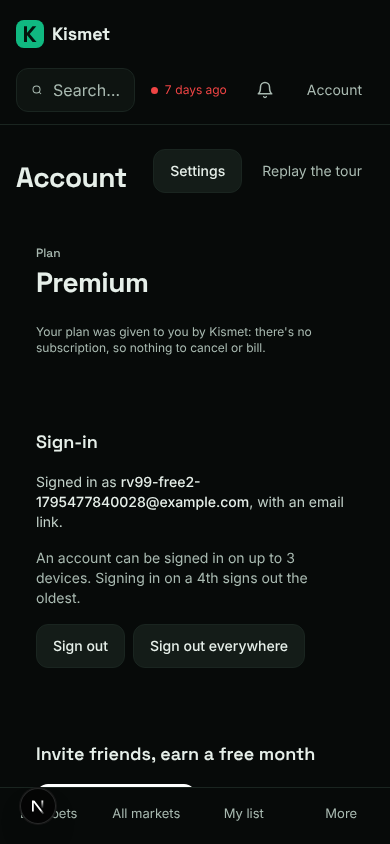 Kismet
Search...
7 days ago
Account
Account
Settings
Replay the tour
Plan
Premium
Your plan was given to you by Kismet: there's no
subscription, so nothing to cancel or bill.
Sign-in
Signed in as rv99-free2-
1795477840028@example.com, with an email
link.
An account can be signed in on up to 3
devices. Signing in on a 4th signs out the
oldest.
Sign out
Sign out everywhere
Invite friends, earn a free month
All markets
My list
More